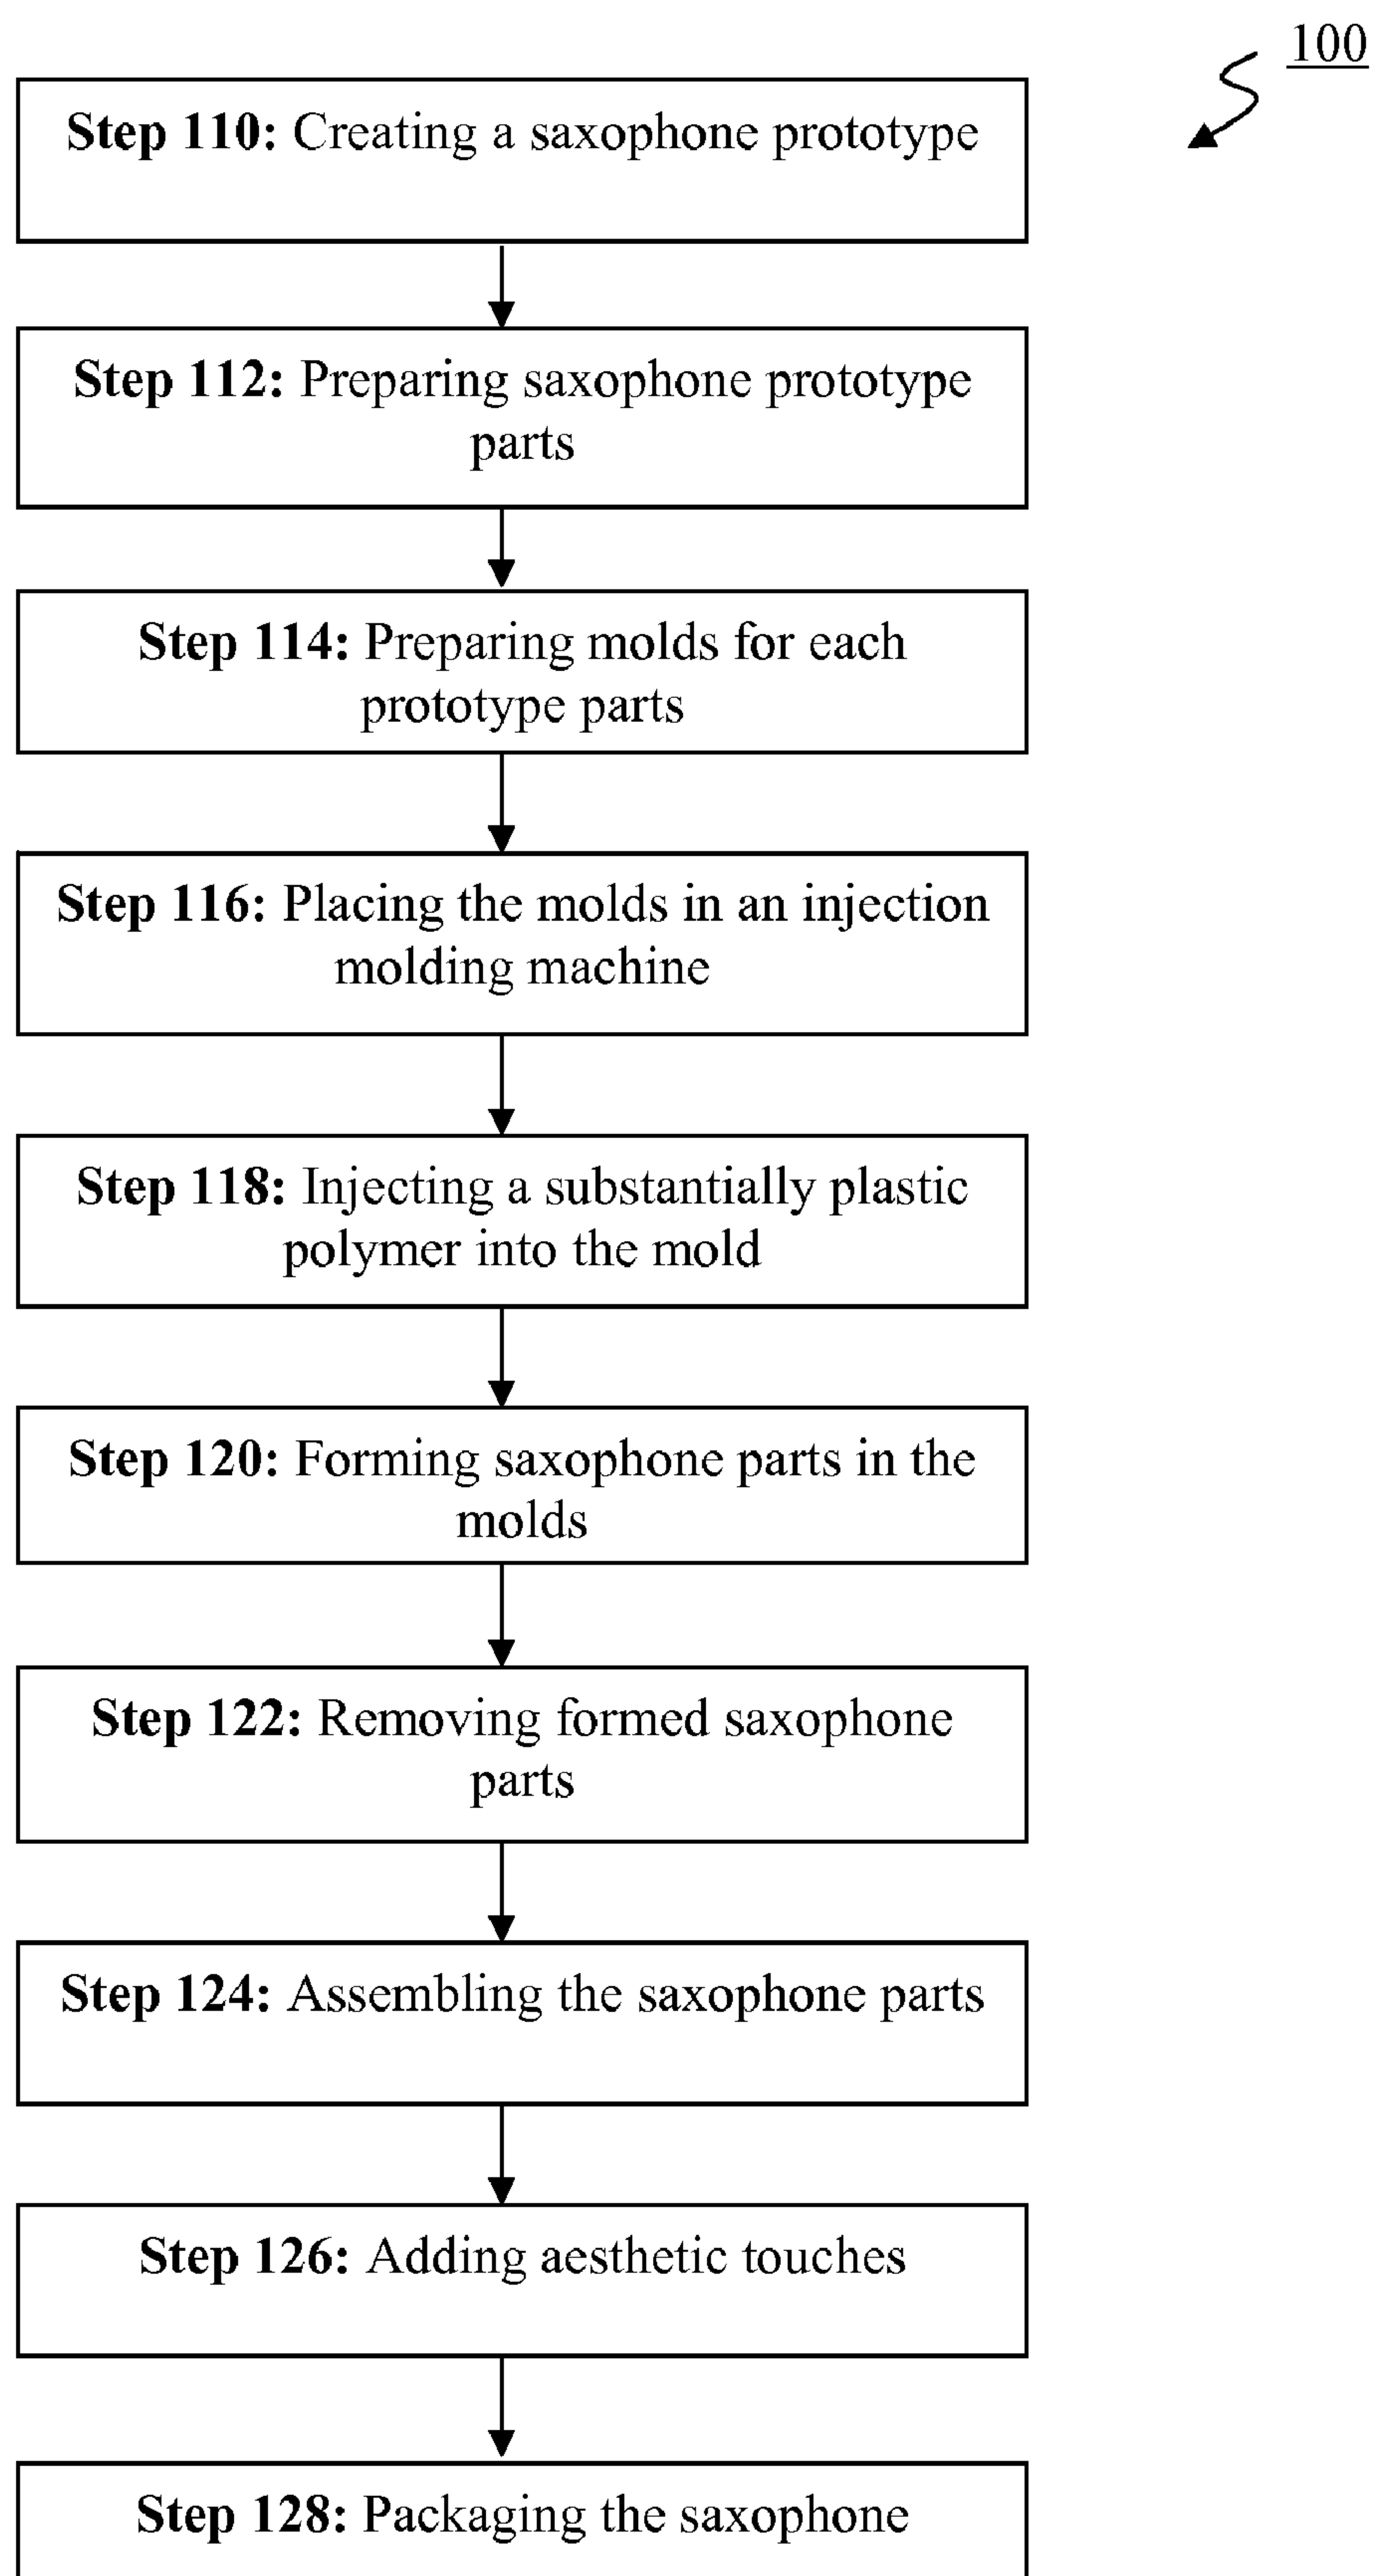 100
Step 110: Creating a saxophone prototype
Step 112: Preparing saxophone prototype
parts
Step 114: Preparing molds for each
prototype parts
Step 116: Placing the molds in an injection
molding machine
Step 118: Injecting a substantially plastic
polymer into the mold
Step 120: Forming saxophone parts in the
molds
Step 122: Removing formed saxophone
parts
Step 124: Assembling the saxophone parts
Step 126: Adding aesthetic touches
Step 128: Packaging the saxophone